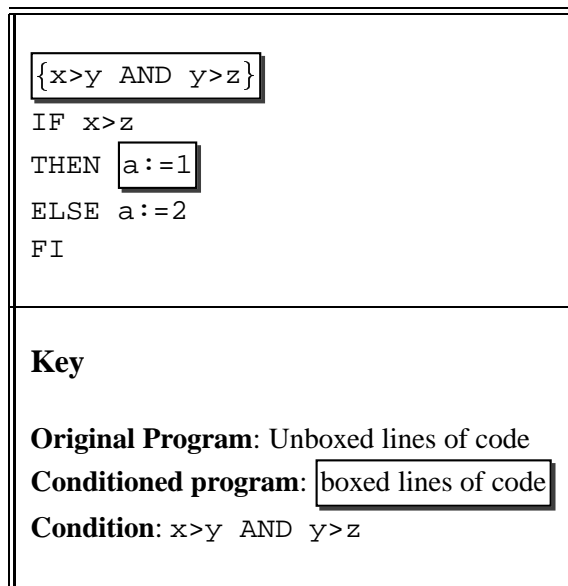 {x>y AND y>z}
IF x>z
THEN a:=1
ELSE a:=2
FI
Key
Original Program: Unboxed lines of code
Conditioned program: boxed lines of code
Condition: x>y AND y>z